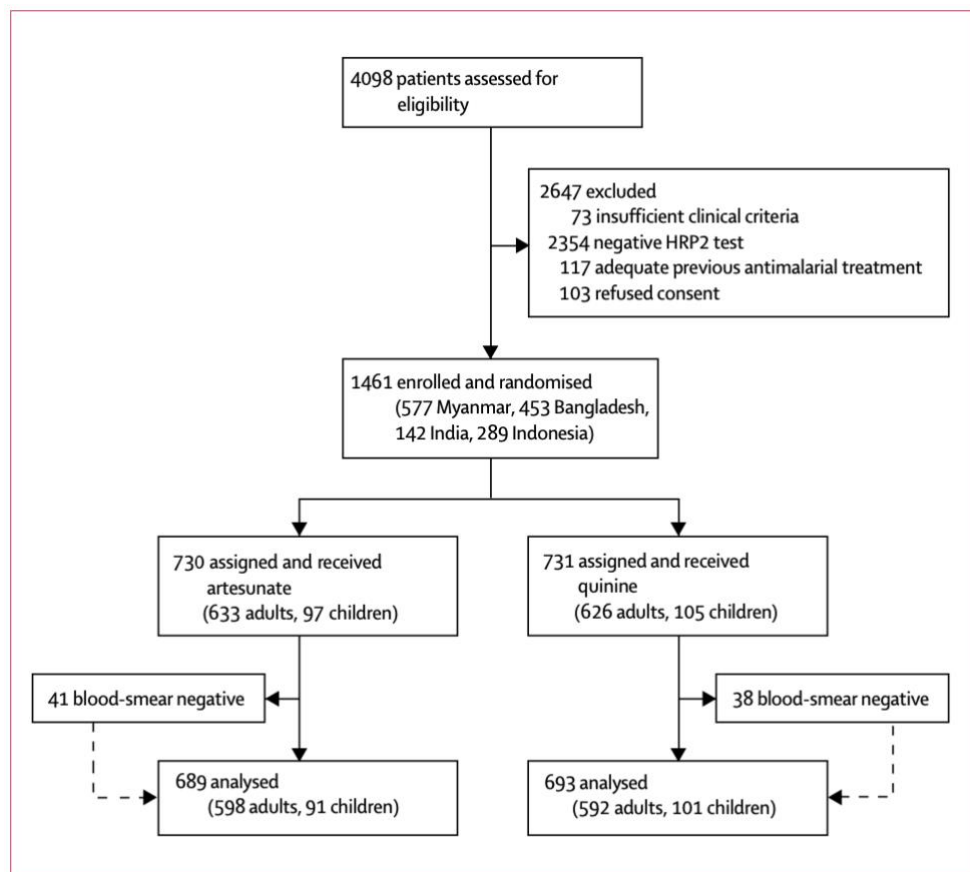 4098 patients assessed for
eligibility
2647 excluded
73 insufficient clinical criteria
2354 negative HRP2 test
117 adequate previous antimalarial treatment
103 refused consent
1461 enrolled and randomised
(577 Myanmar, 453 Bangladesh,
142 India, 289 Indonesia)
730 assigned and received
artesunate
(633 adults, 97 children)
731 assigned and received
quinine
(626 adults, 105 children)
41 blood-smear negative
38 blood-smear negative
689 analysed
(598 adults, 91 children)
693 analysed
(592 adults, 101 children)